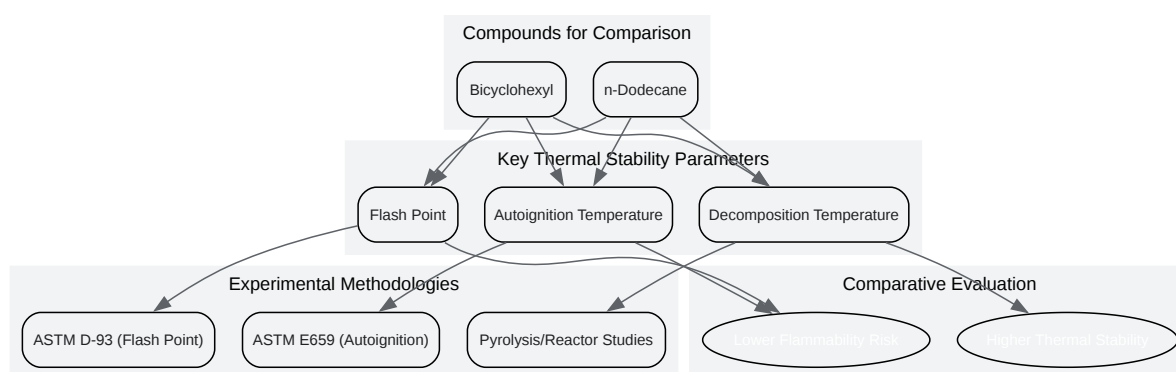 Compounds for Comparison
Bicyclohexyl
n-Dodecane
Key Thermal Stability Parameters
Flash Point
Autoignition Temperature
Decomposition Temperature
Experimental Methodologies
Comparative Evaluation
ASTM D-93 (Flash Point)
ASTM E659 (Autoignition)
Pyrolysis/Reactor Studies
Lower Flammability Risk
Higher Thermal Stability